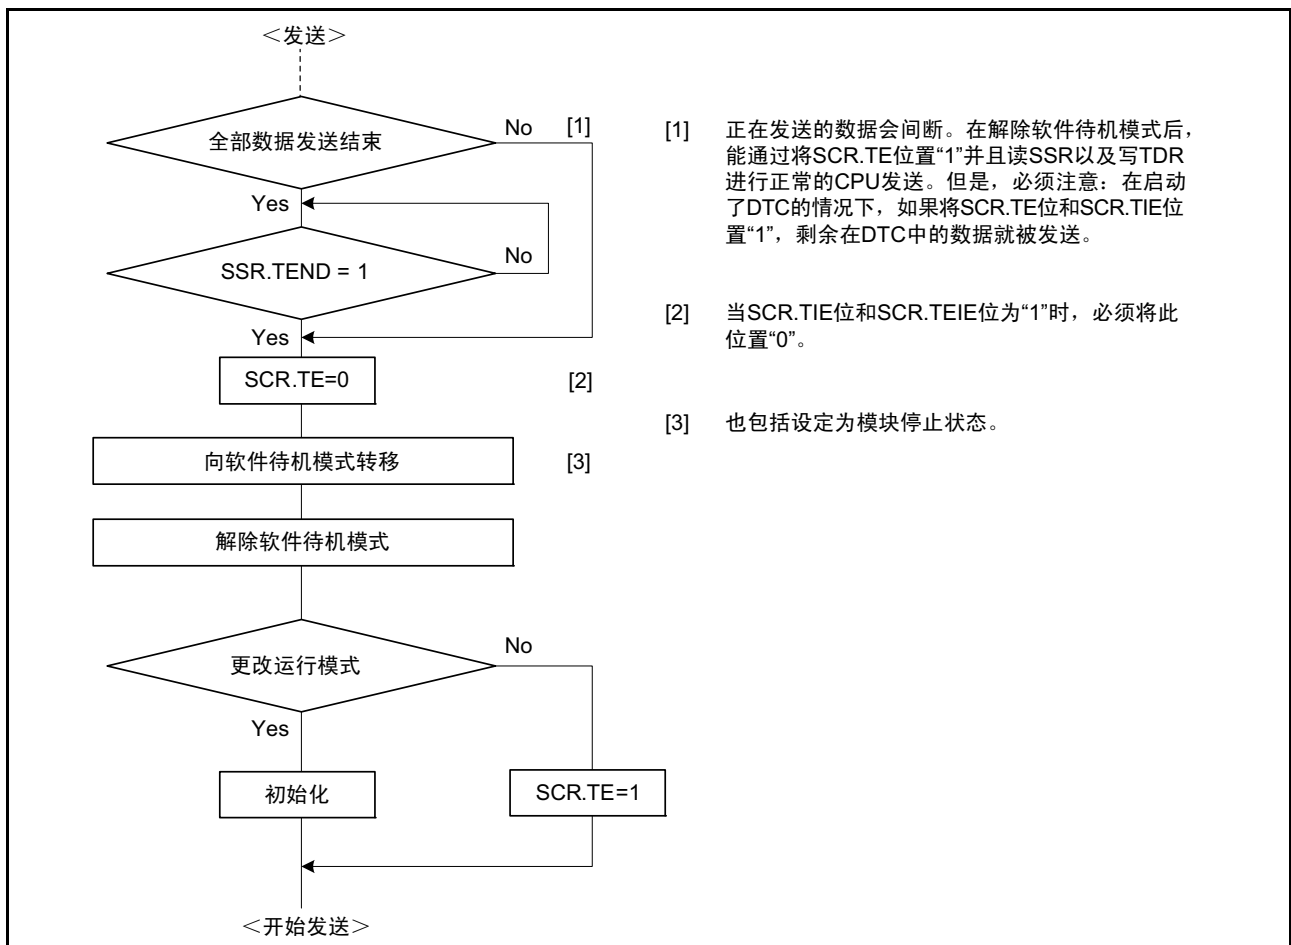 ＜发送＞
全部数据发送结束
No
[1]
Yes
SSR.TEND = 1
No
Yes
SCR.TE=0
[2]
向软件待机模式转移
[3]
解除软件待机模式
更改运行模式
No
Yes
初始化
SCR.TE=1
＜开始发送＞
[1] 正在发送的数据会间断。在解除软件待机模式后，
能通过将SCR.TE位置“1”并且读SSR以及写TDR
进行正常的CPU发送。但是，必须注意：在启动
了DTC的情况下，如果将SCR.TE位和SCR.TIE位
置“1”，剩余在DTC中的数据就被发送。
[2] 当SCR.TIE位和SCR.TEIE位为“1”时，必须将此
位置“0”。
[3] 也包括设定为模块停止状态。